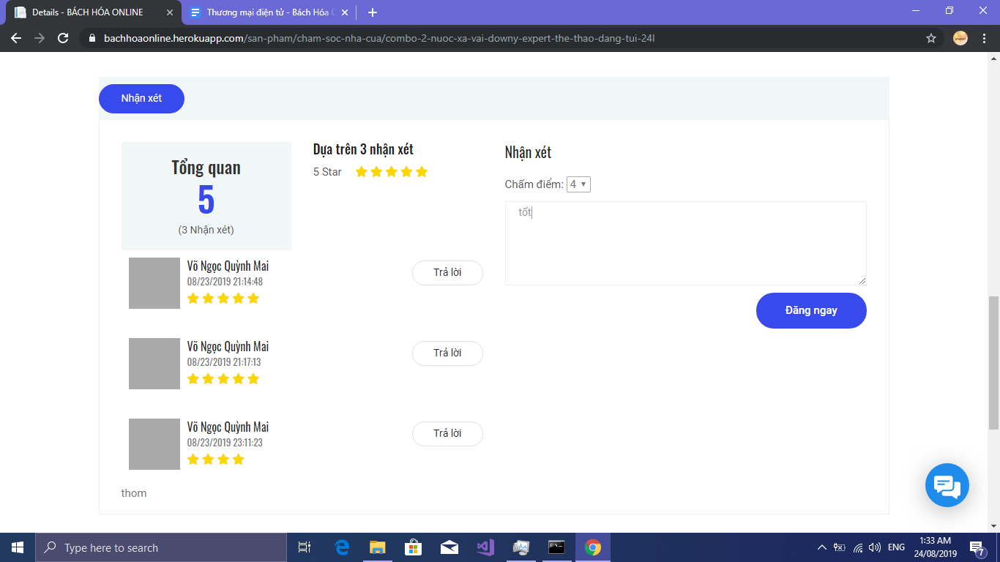 Details - BÁCH HÓA ONLINE
Thương mại điện tử - Bách Hóa
bachhoaonline.herokuapp.com/san-pham/cham-soc-nha-cua/combo-2-nuoc-xa-vai-downy-expert-the-thao-dang-tui-24l
Nhận xét
Tổng quan
5
(3 Nhận xét)
Dựa trên 3 nhận xét
5 Star
Nhận xét
Chấm điểm: 4
tốt
Đăng ngay
Võ Ngọc Quỳnh Mai
08/23/2019 21:14:48
Trả lời
Võ Ngọc Quỳnh Mai
08/23/2019 21:17:13
Trả lời
Võ Ngọc Quỳnh Mai
08/23/2019 23:11:23
Trả lời
thom
Type here to search
ENG
1:33 AM
24/08/2019
7